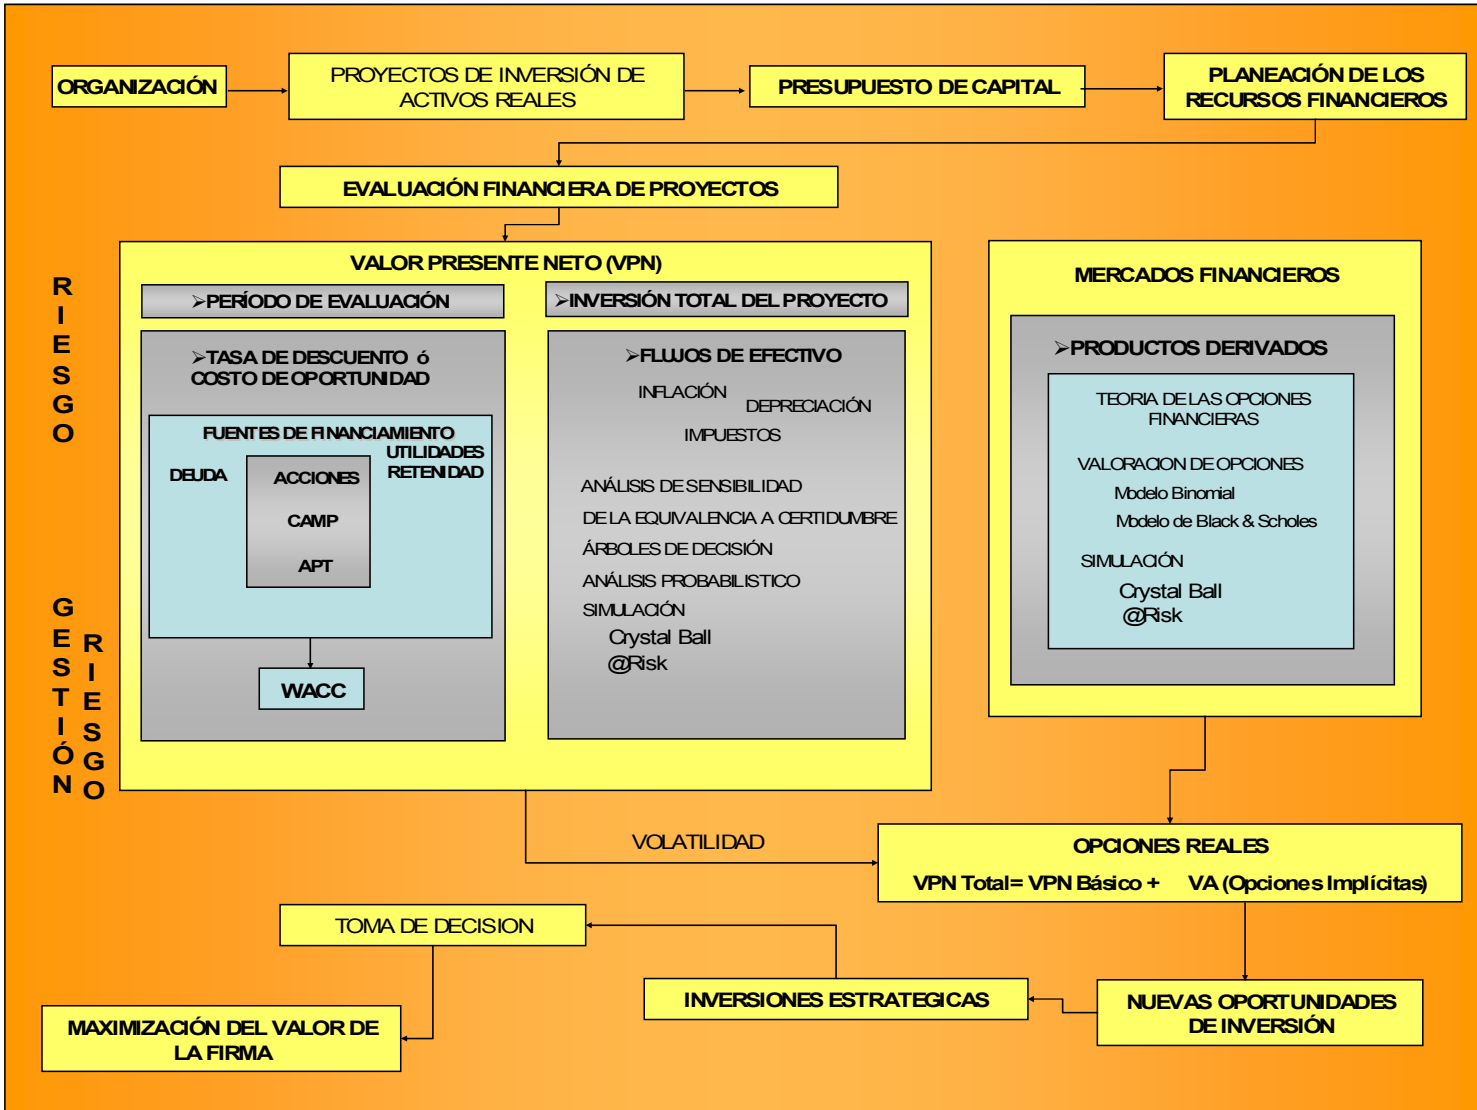 ORGANIZACIÓN
PROYECTOS DE INVERSIÓN DE
ACTIVOS REALES
PRESUPUESTO DE CAPITAL
PLANEACIÓN DE LOS
RECURSOS FINANCIEROS
EVALUACIÓN FINANCIERA DE PROYECTOS
RIESGO
GESTIÓN
RIESGO
VALOR PRESENTE NETO (VPN)
➢PERÍODO DE EVALUACIÓN
➢TASA DE DESCUENTO ó
COSTO DE OPORTUNIDAD
FUENTES DE FINANCIAMIENTO
DEUDA
ACCIONES
CAMP
APT
UTILIDADES
RETENIDAD
WACC
➢INVERSIÓN TOTAL DEL PROYECTO
➢FLUJOS DE EFECTIVO
INFLACIÓN
DEPRECIACIÓN
IMPUESTOS
ANÁLISIS DE SENSIBILIDAD
DE LA EQUIVALENCIA A CERTIDUMBRE
ÁRBOLES DE DECISIÓN
ANÁLISIS PROBABILISTICO
SIMULACIÓN
Crystal Ball
@Risk
MERCADOS FINANCIEROS
➢PRODUCTOS DERIVADOS
TEORIA DE LAS OPCIONES
FINANCIERAS
VALORACION DE OPCIONES
Modelo Binomial
Modelo de Black & Scholes
SIMULACIÓN
Crystal Ball
@Risk
VOLATILIDAD
OPCIONES REALES
VPN Total= VPN Básico + VA (Opciones Implícitas)
TOMA DE DECISION
INVERSIONES ESTRATEGICAS
NUEVAS OPORTUNIDADES
DE INVERSIÓN
MAXIMIZACIÓN DEL VALOR DE
LA FIRMA